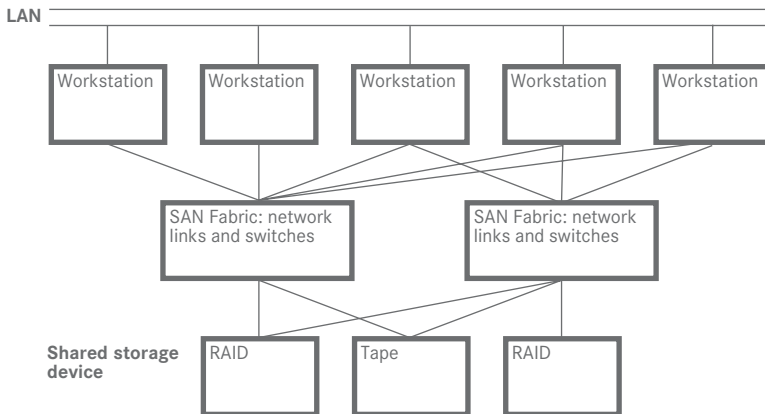 LAN
Workstation
Workstation
Workstation
Workstation
Workstation
SAN Fabric: network
links and switches
SAN Fabric: network
links and switches
Shared storage
device
RAID
Tape
RAID